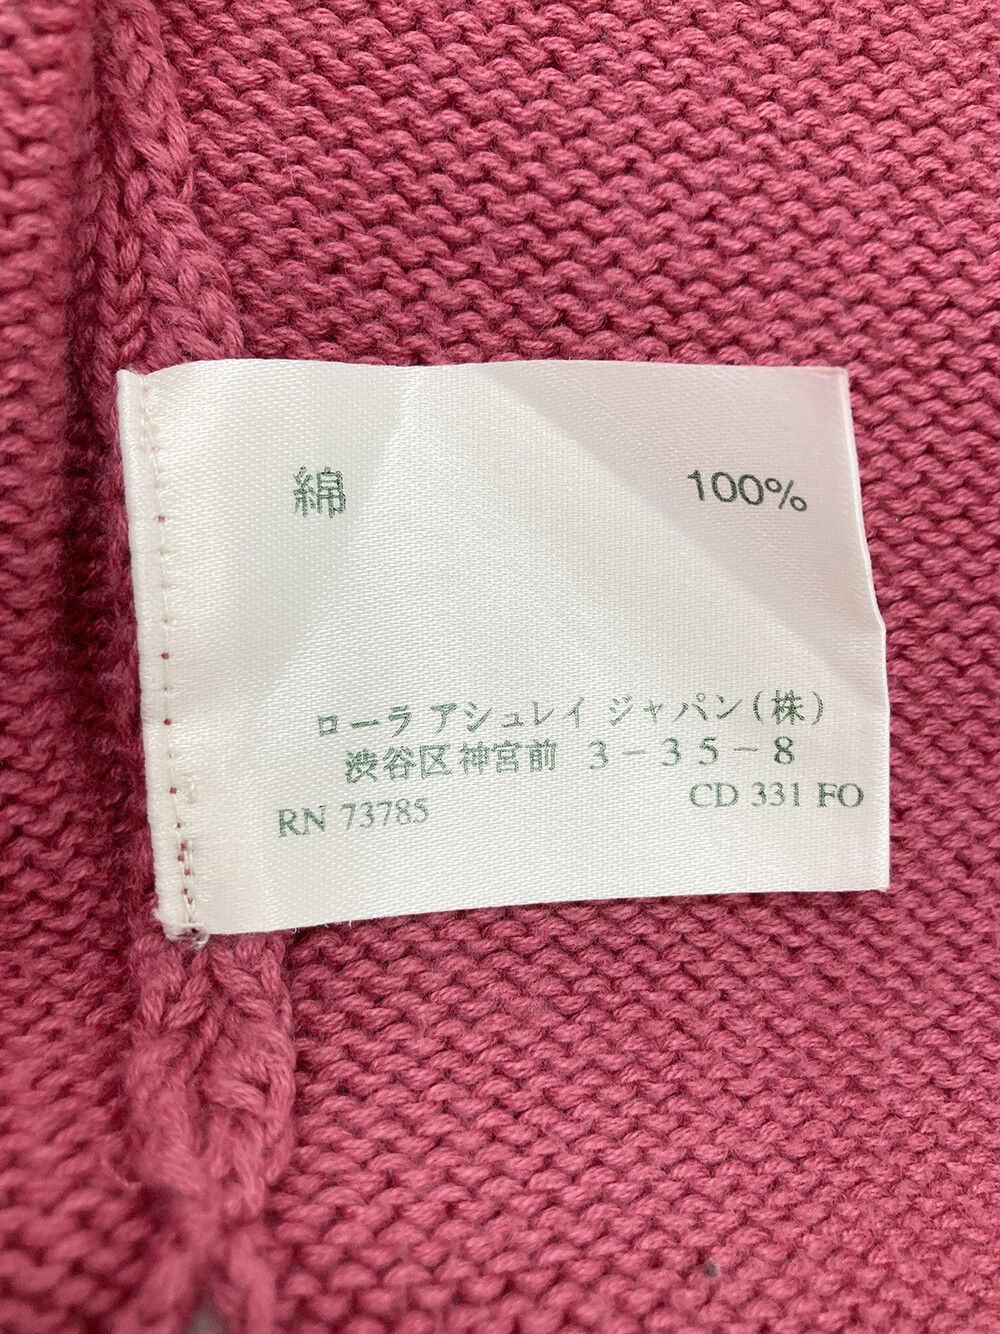 綿 100%
ローラ アシュレイ ジャパン(株)
渋谷区神宮前 3－35－8
RN 73785 CD 331 FO